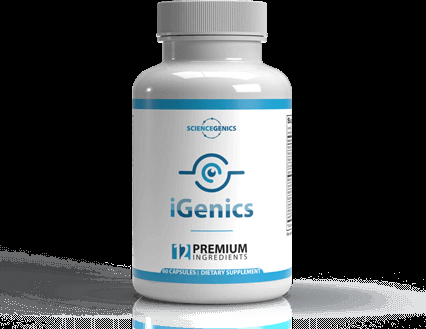 SCIENCEGENICS
iGenics
12 PREMIUM
INGREDIENTS
60 CAPSULES | DIETARY SUPPLEMENT